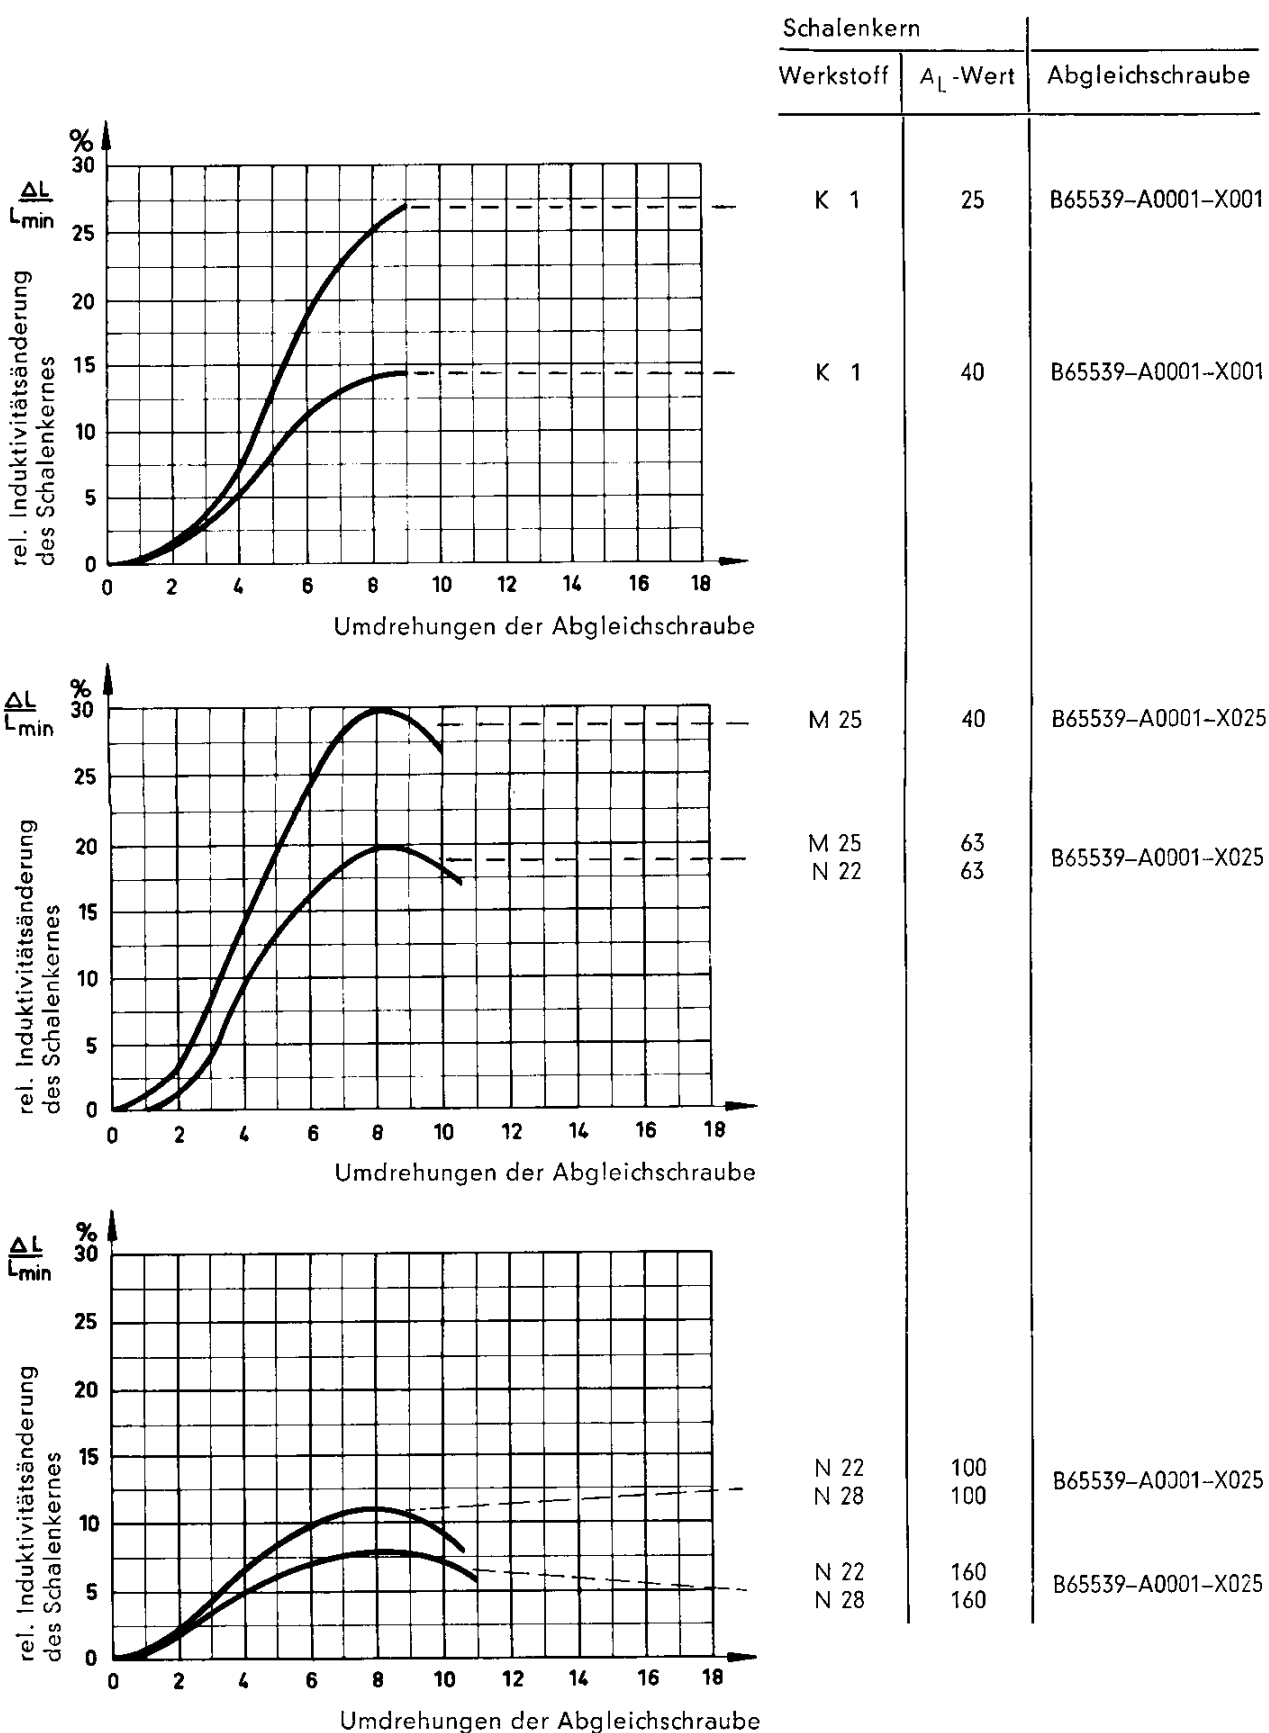 Schalenkern
Werkstoff A_L-Wert Abgleichschraube
%
30
ΔL
L_min
25
20
15
10
5
0
rel. Induktivitätsänderung
des Schalenkernes
0 2 4 6 8 10 12 14 16 18
Umdrehungen der Abgleichschraube
K 1 25 B65539–A0001–X001
K 1 40 B65539–A0001–X001
%
30
ΔL
L_min
25
20
15
10
5
0
rel. Induktivitätsänderung
des Schalenkernes
0 2 4 6 8 10 12 14 16 18
Umdrehungen der Abgleichschraube
M 25 40 B65539–A0001–X025
M 25 63
N 22 63
B65539–A0001–X025
%
30
ΔL
L_min
25
20
15
10
5
0
rel. Induktivitätsänderung
des Schalenkernes
0 2 4 6 8 10 12 14 16 18
Umdrehungen der Abgleichschraube
N 22 100
N 28 100
B65539–A0001–X025
N 22 160
N 28 160
B65539–A0001–X025